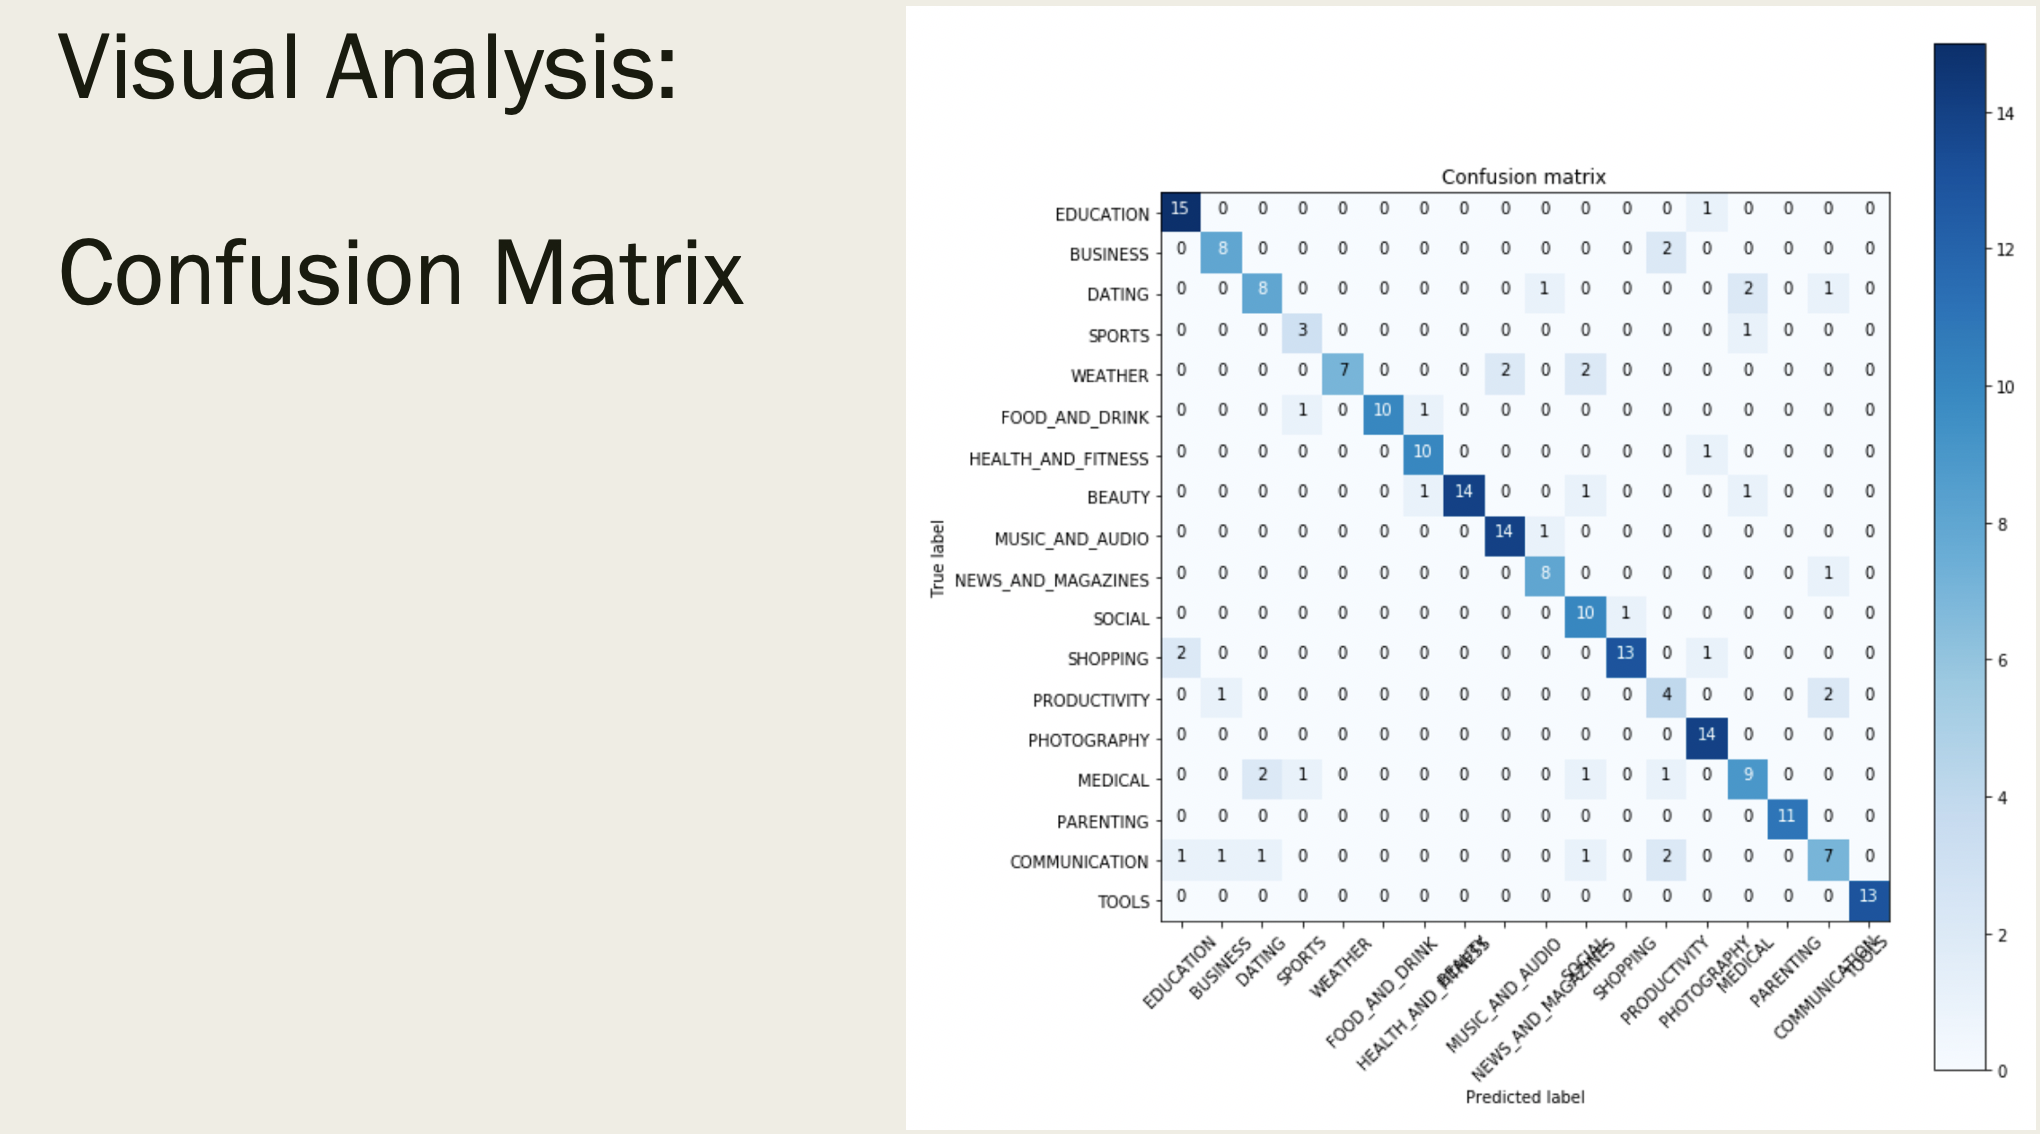 Visual Analysis:
Confusion Matrix
Confusion matrix
True label
EDUCATION 15 0 0 0 0 0 0 0 0 0 0 0 0 1 0 0 0 0
BUSINESS 0 8 0 0 0 0 0 0 0 0 0 0 2 0 0 0 0 0
DATING 0 0 8 0 0 0 0 0 0 1 0 0 0 0 2 0 1 0
SPORTS 0 0 0 3 0 0 0 0 0 0 0 0 0 0 1 0 0 0
WEATHER 0 0 0 0 7 0 0 0 2 0 2 0 0 0 0 0 0 0
FOOD_AND_DRINK 0 0 0 1 0 10 1 0 0 0 0 0 0 0 0 0 0 0
HEALTH_AND_FITNESS 0 0 0 0 0 0 10 0 0 0 0 0 0 1 0 0 0 0
BEAUTY 0 0 0 0 0 0 1 14 0 0 1 0 0 0 1 0 0 0
MUSIC_AND_AUDIO 0 0 0 0 0 0 0 0 14 1 0 0 0 0 0 0 0 0
NEWS_AND_MAGAZINES 0 0 0 0 0 0 0 0 0 8 0 0 0 0 0 0 1 0
SOCIAL 0 0 0 0 0 0 0 0 0 0 10 1 0 0 0 0 0 0
SHOPPING 2 0 0 0 0 0 0 0 0 0 0 13 0 1 0 0 0 0
PRODUCTIVITY 0 1 0 0 0 0 0 0 0 0 0 0 4 0 0 0 2 0
PHOTOGRAPHY 0 0 0 0 0 0 0 0 0 0 0 0 0 14 0 0 0 0
MEDICAL 0 0 2 1 0 0 0 0 0 0 1 0 1 0 9 0 0 0
PARENTING 0 0 0 0 0 0 0 0 0 0 0 0 0 0 0 11 0 0
COMMUNICATION 1 1 1 0 0 0 0 0 0 0 1 0 2 0 0 0 7 0
TOOLS 0 0 0 0 0 0 0 0 0 0 0 0 0 0 0 0 0 13
EDUCATION
BUSINESS
DATING
SPORTS
WEATHER
FOOD_AND_DRINK
HEALTH_AND_FITNESS
BEAUTY
MUSIC_AND_AUDIO
NEWS_AND_MAGAZINES
SOCIAL
SHOPPING
PRODUCTIVITY
PHOTOGRAPHY
MEDICAL
PARENTING
COMMUNICATION
TOOLS
Predicted label
14
12
10
8
6
4
2
0